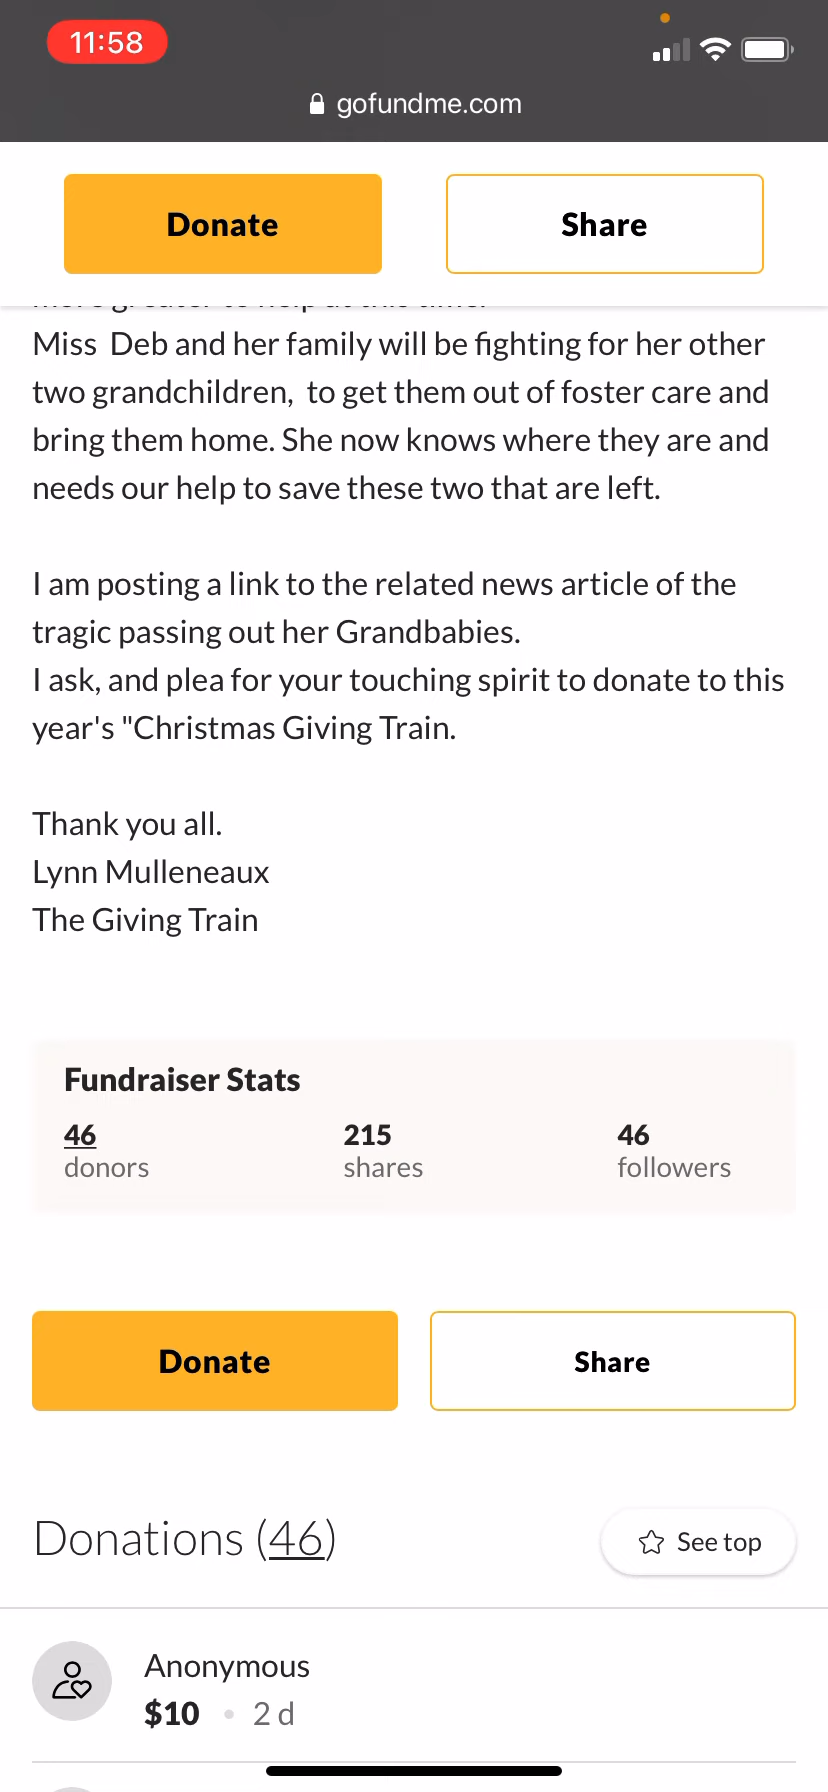 11:58
gofundme.com
Donate
Share
Miss Deb and her family will be fighting for her other
two grandchildren, to get them out of foster care and
bring them home. She now knows where they are and
needs our help to save these two that are left.
I am posting a link to the related news article of the
tragic passing out her Grandbabies.
I ask, and plea for your touching spirit to donate to this
year's "Christmas Giving Train.
Thank you all.
Lynn Mulleneaux
The Giving Train
Fundraiser Stats
46 215 46
donors shares followers
Donate
Share
Donations (46)
See top
Anonymous
$10 • 2 d